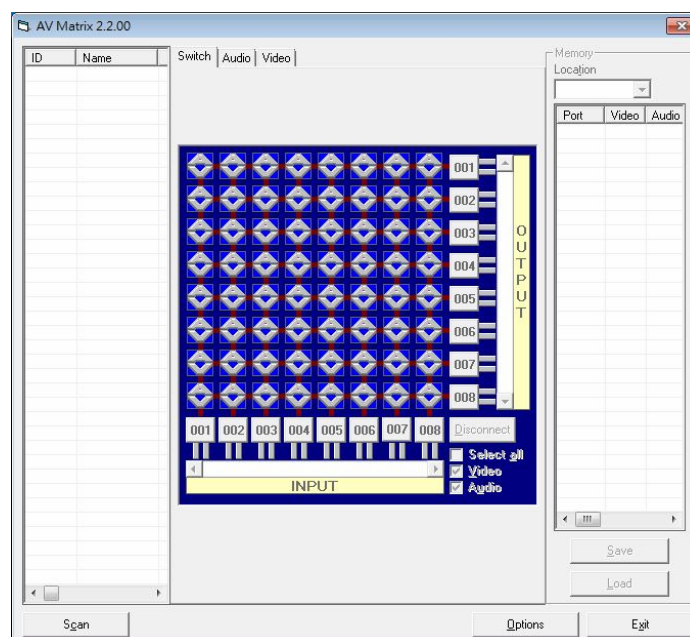 AV Matrix 2.2.00
ID Name
Switch Audio Video
Memory
Location
Port Video Audio
001
002
003
004
005
006
007
008
OUTPUT
001 002 003 004 005 006 007 008
Disconnect
Select all
Video
Audio
INPUT
Save
Load
Scan
Options
Exit